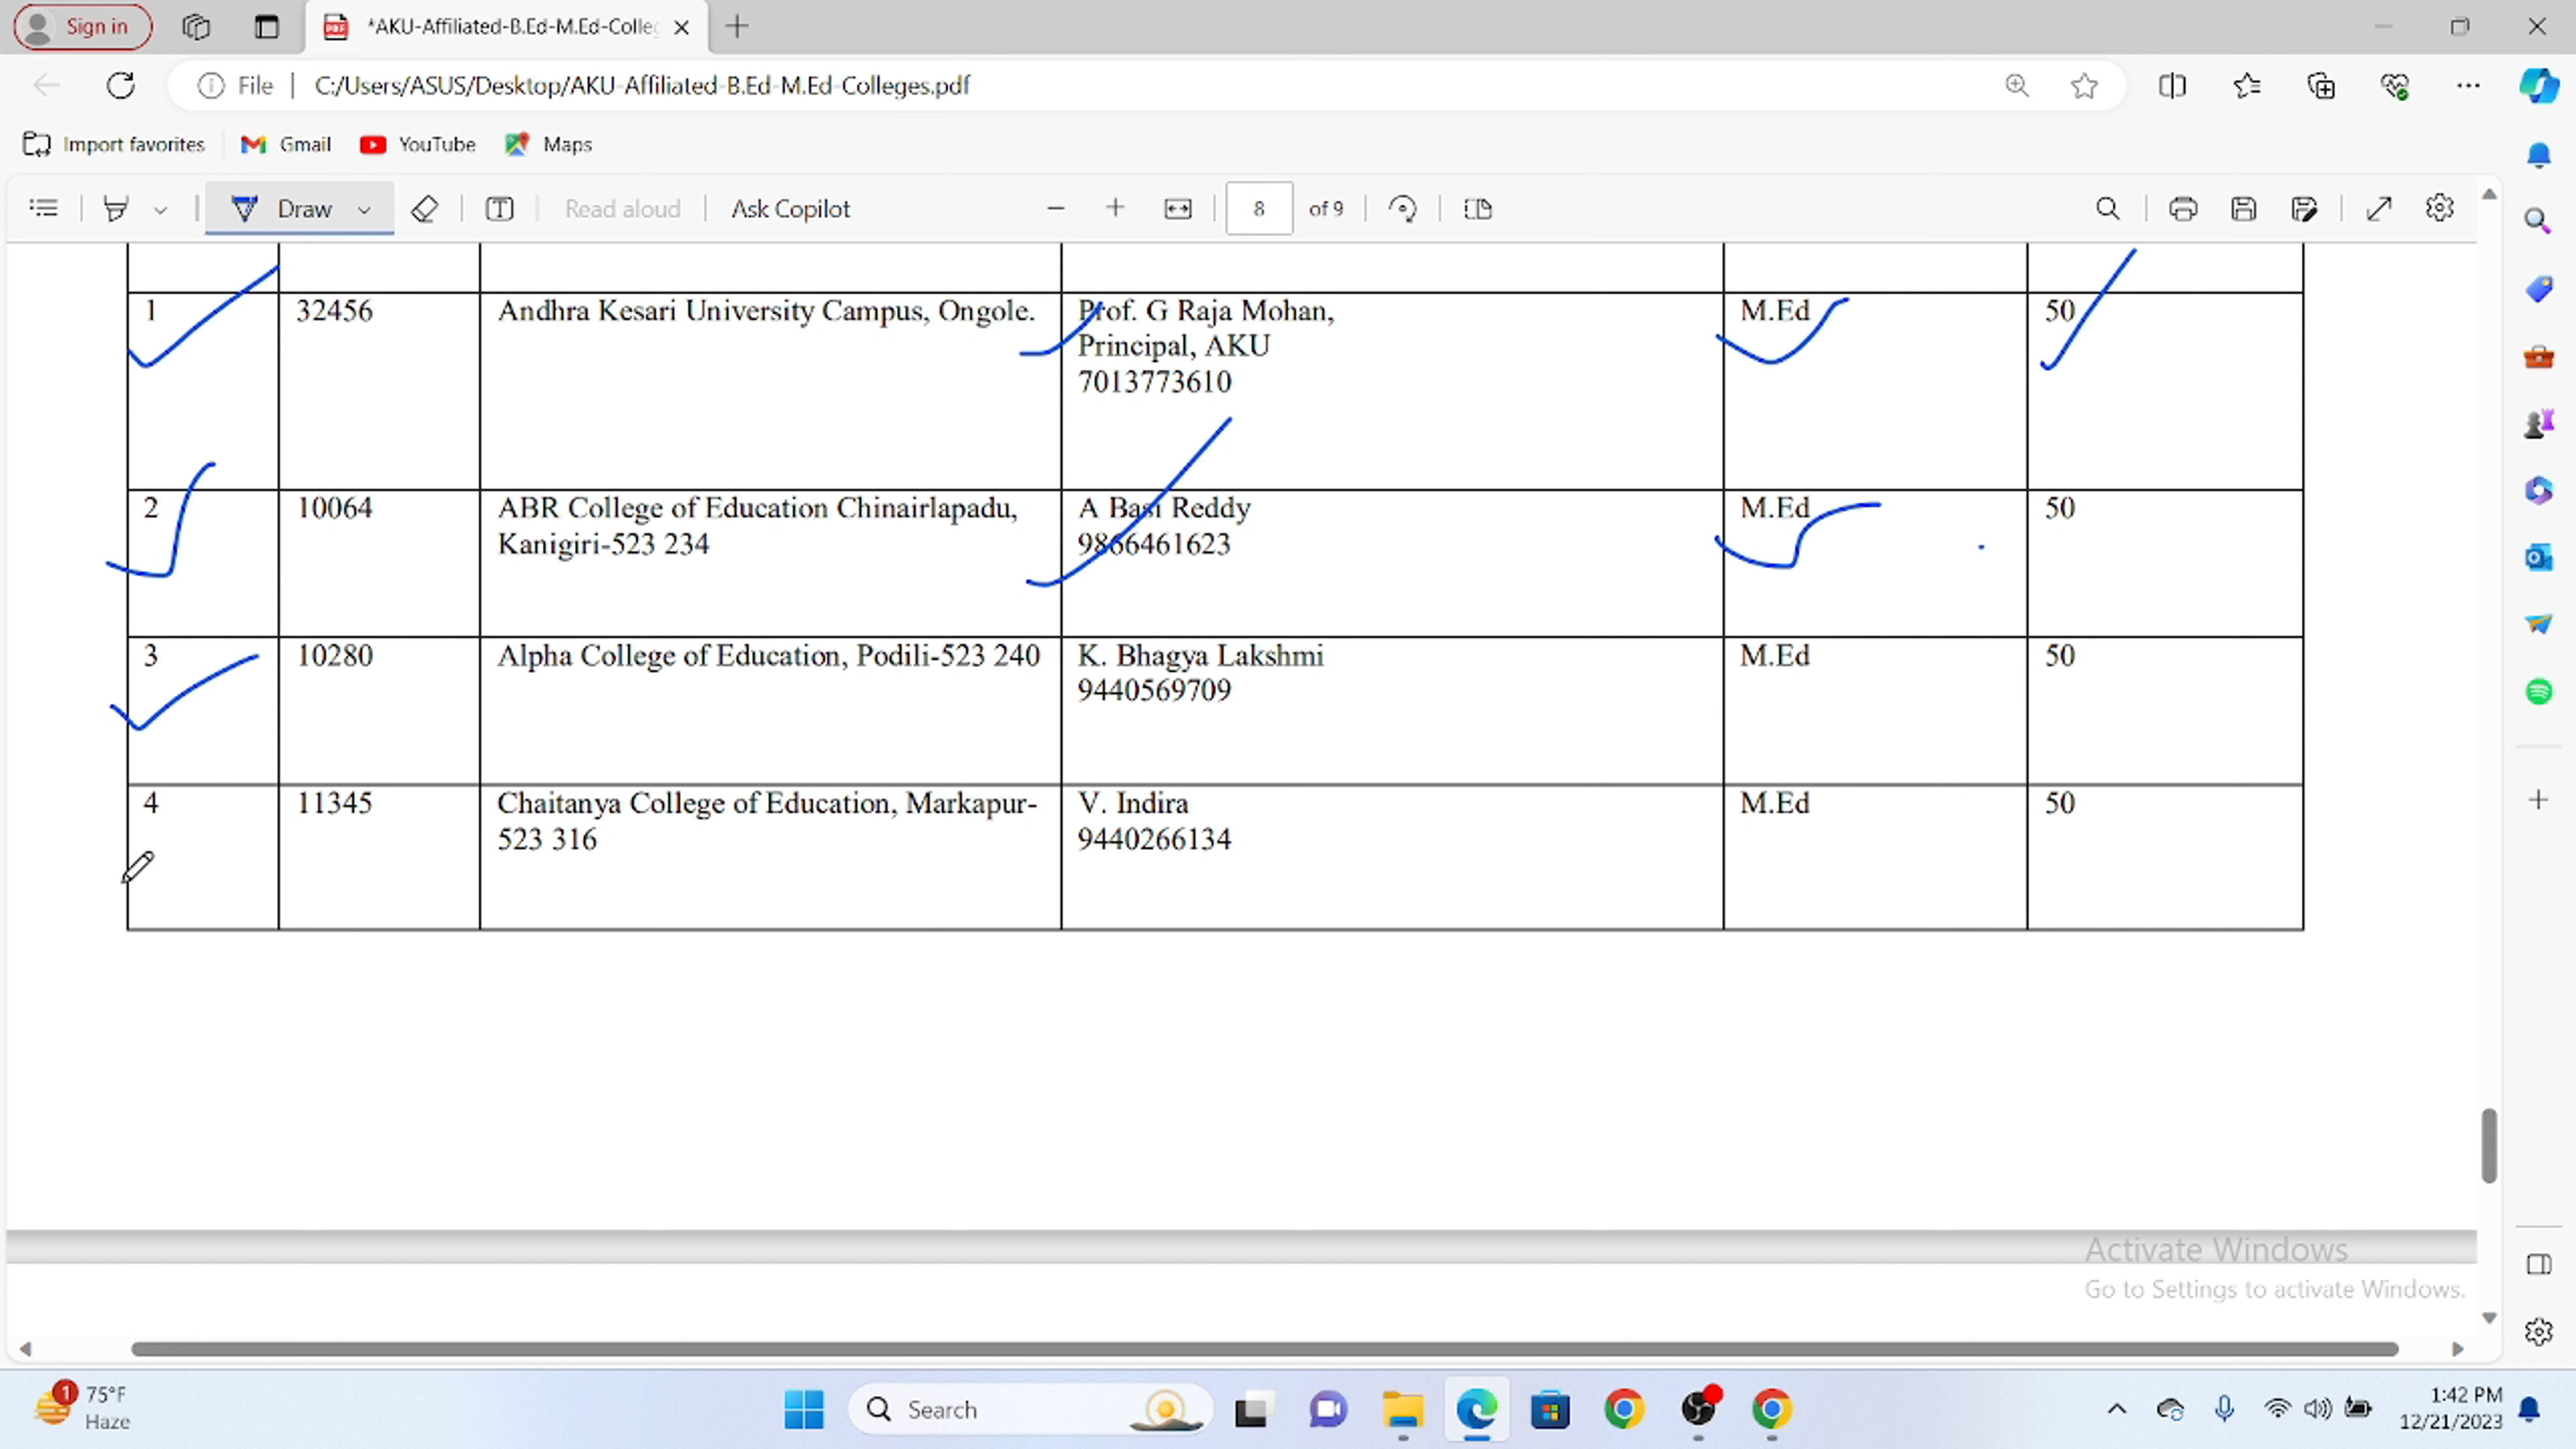 Sign in
*AKU-Affiliated-B.Ed-M.Ed-Colle
File | C:/Users/ASUS/Desktop/AKU-Affiliated-B.Ed-M.Ed-Colleges.pdf
Import favorites Gmail YouTube Maps
Draw Read aloud Ask Copilot 8 of 9
1 32456 Andhra Kesari University Campus, Ongole. Prof. G Raja Mohan, M.Ed 50
Principal, AKU
7013773610
2 10064 ABR College of Education Chinairlapadu, A Basi Reddy M.Ed 50
Kanigiri-523 234 9866461623
3 10280 Alpha College of Education, Podili-523 240 K. Bhagya Lakshmi M.Ed 50
9440569709
4 11345 Chaitanya College of Education, Markapur- V. Indira M.Ed 50
523 316 9440266134
Activate Windows
Go to Settings to activate Windows.
1 75°F
Haze
Search
1:42 PM
12/21/2023